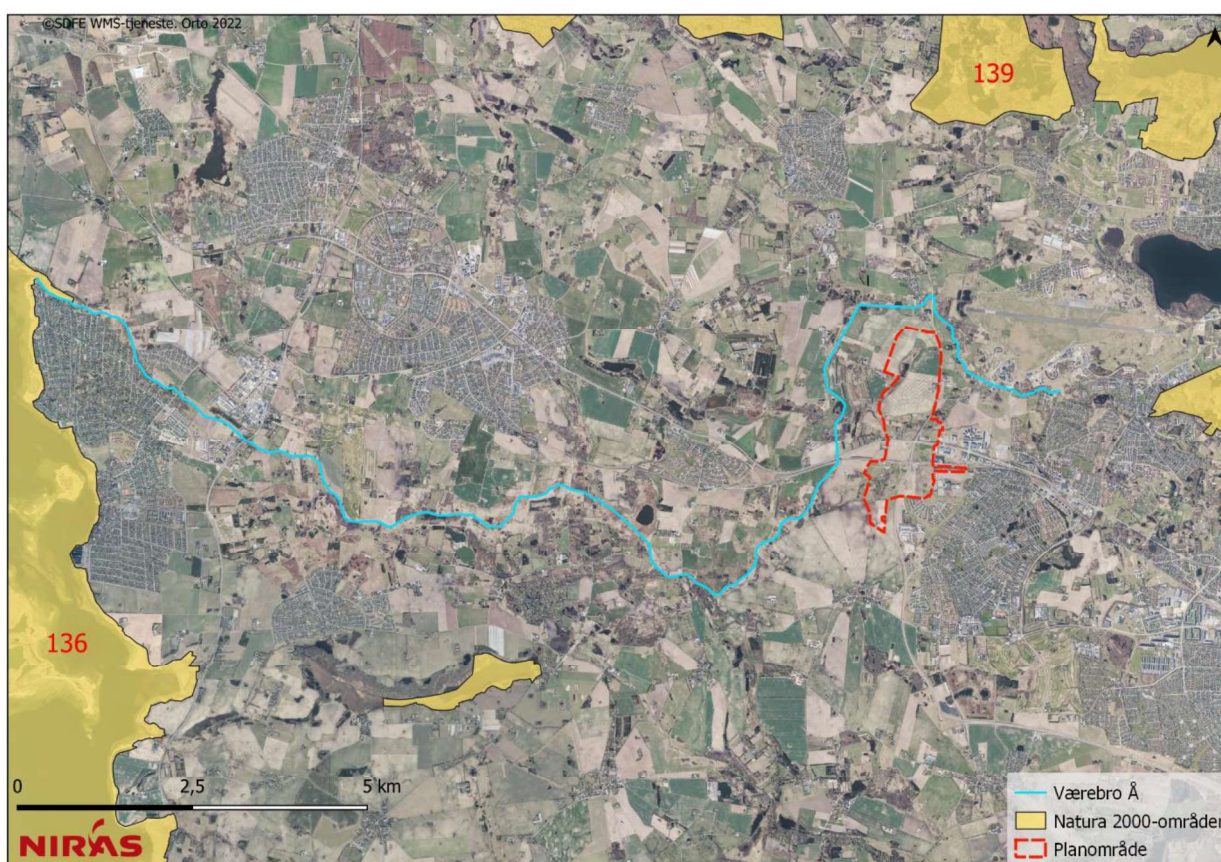 ©SDFE WMS-tjeneste. Orto 2022
139
136
0 2,5 5 km
NIRAS
Værebro Å
Natura 2000-områder
Planområde